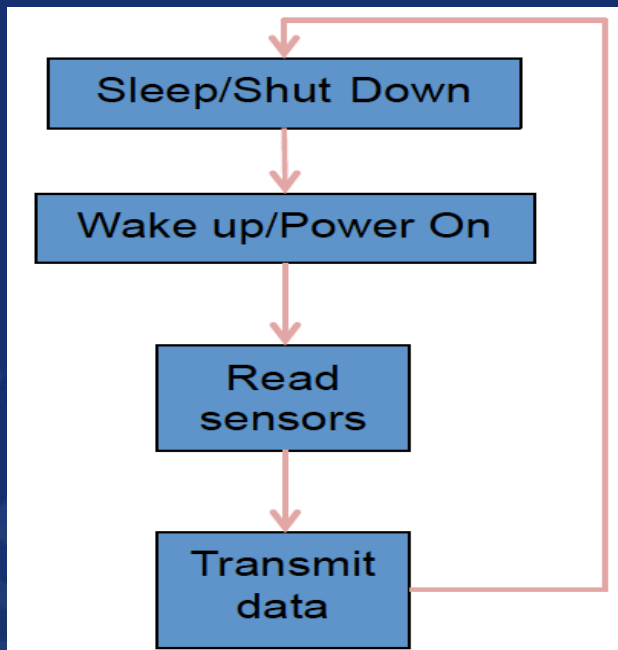 Sleep/Shut Down
Wake up/Power On
Read
sensors
Transmit
data